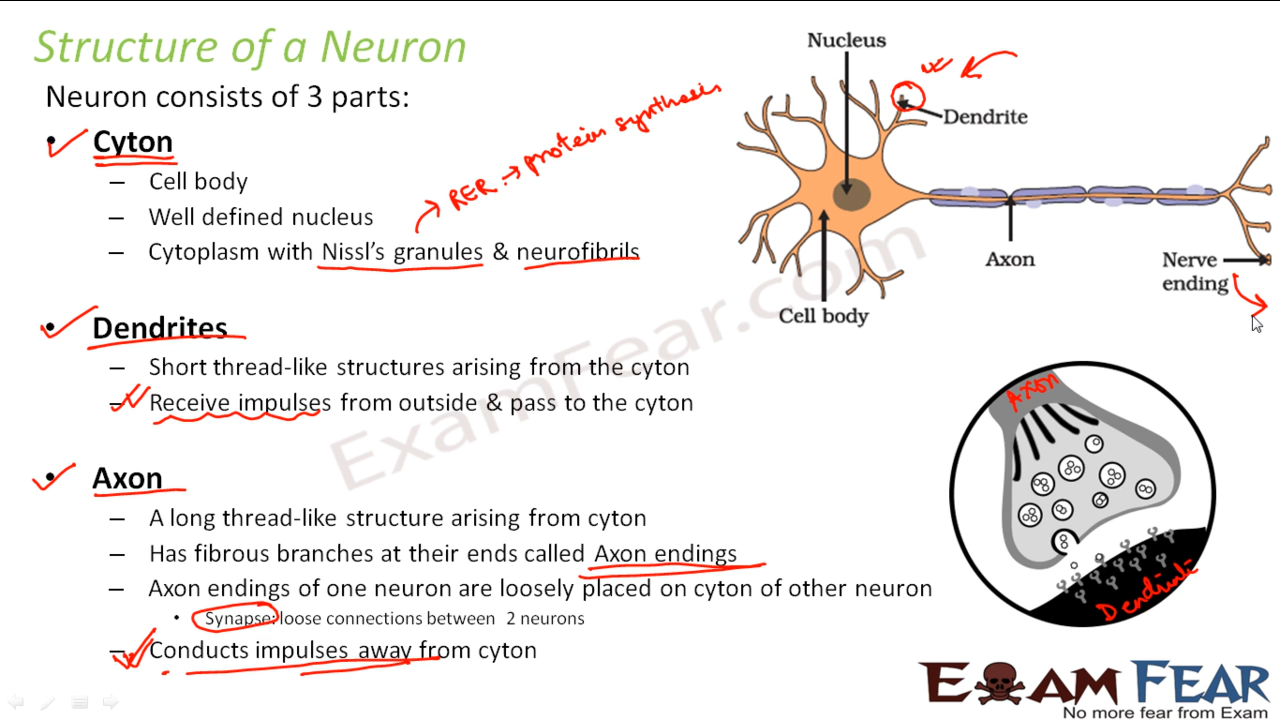 Structure of a Neuron
Neuron consists of 3 parts:
• Cyton
– Cell body
– Well defined nucleus
– Cytoplasm with Nissl's granules & neurofibrils
RER → protein synthesis
• Dendrites
– Short thread-like structures arising from the cyton
– Receive impulses from outside & pass to the cyton
• Axon
– A long thread-like structure arising from cyton
– Has fibrous branches at their ends called Axon endings
– Axon endings of one neuron are loosely placed on cyton of other neuron
• Synapse: loose connections between 2 neurons
– Conducts impulses away from cyton
Nucleus
Dendrite
Axon
Nerve
ending
Cell body
ExamFear.com
Axon
Dendrite
EXAM FEAR
No more fear from Exam